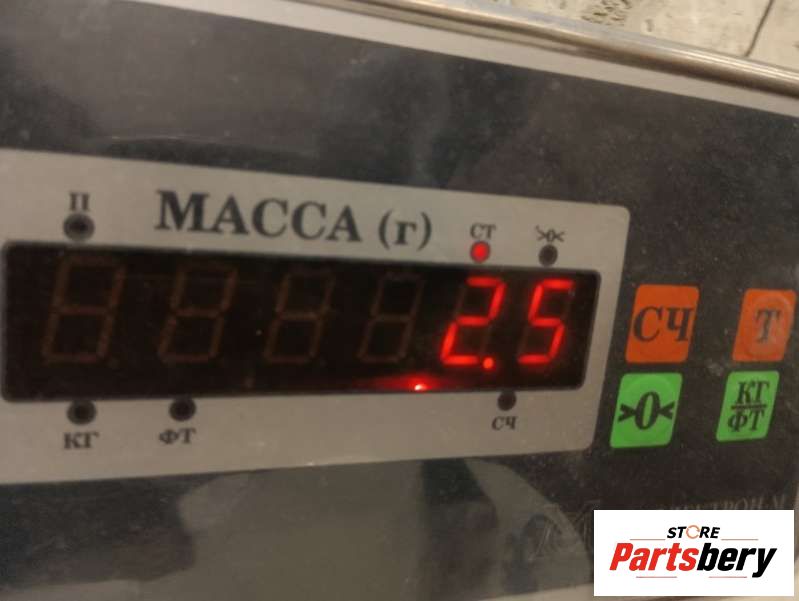 П
МАССА (г)
СТ
>0<
2.5
СЧ
Т
>0<
КГ
ФТ
КГ
ФТ
СЧ
STORE
Partsbery